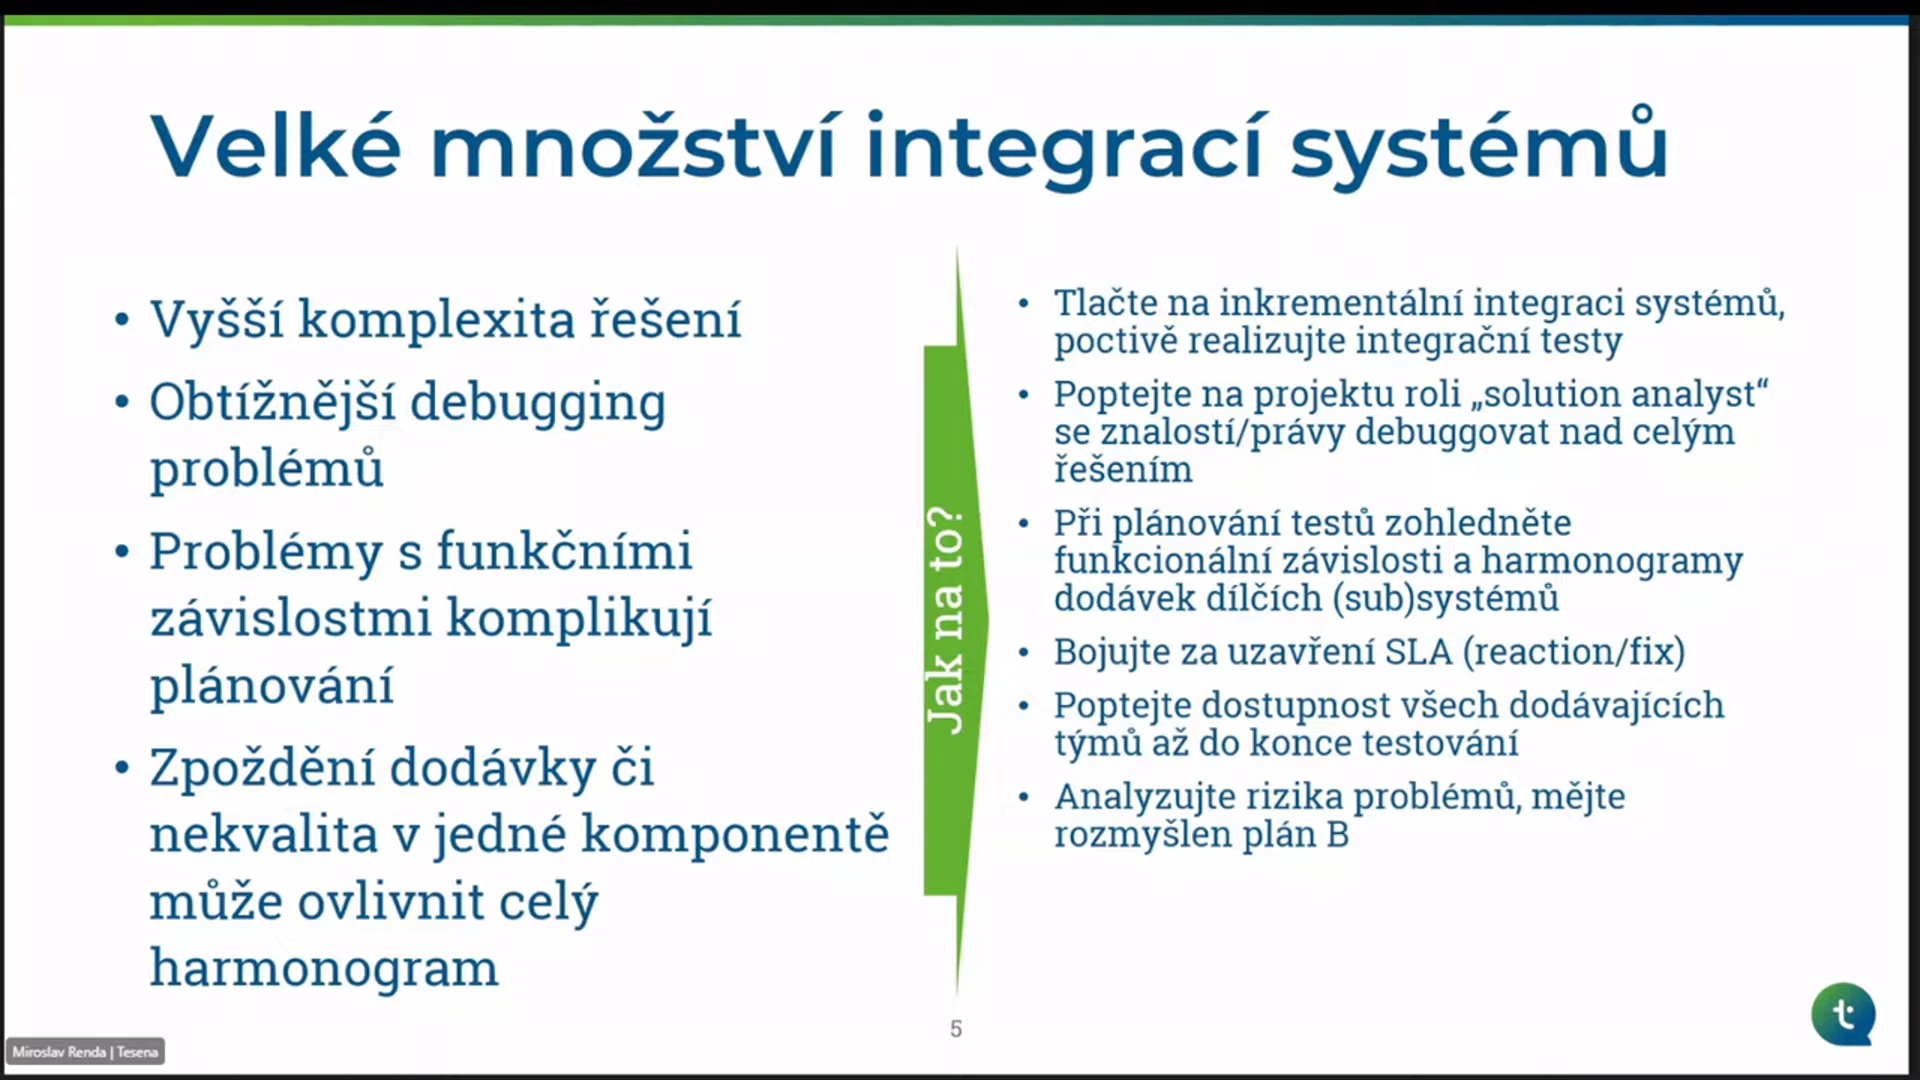 Velké množství integrací systémů
• Vyšší komplexita řešení
• Obtížnější debugging
problémů
• Problémy s funkčními
závislostmi komplikují
plánování
• Zpoždění dodávky či
nekvalita v jedné komponentě
může ovlivnit celý
harmonogram
Jak na to?
• Tlačte na inkrementální integraci systémů,
poctivě realizujte integrační testy
• Poptejte na projektu roli „solution analyst“
se znalostí/právy debuggovat nad celým
řešením
• Při plánování testů zohledněte
funkcionální závislosti a harmonogramy
dodávek dílčích (sub)systémů
• Bojujte za uzavření SLA (reaction/fix)
• Poptejte dostupnost všech dodávajících
týmů až do konce testování
• Analyzujte rizika problémů, mějte
rozmyšlen plán B
5
t
Miroslav Renda | Tesena